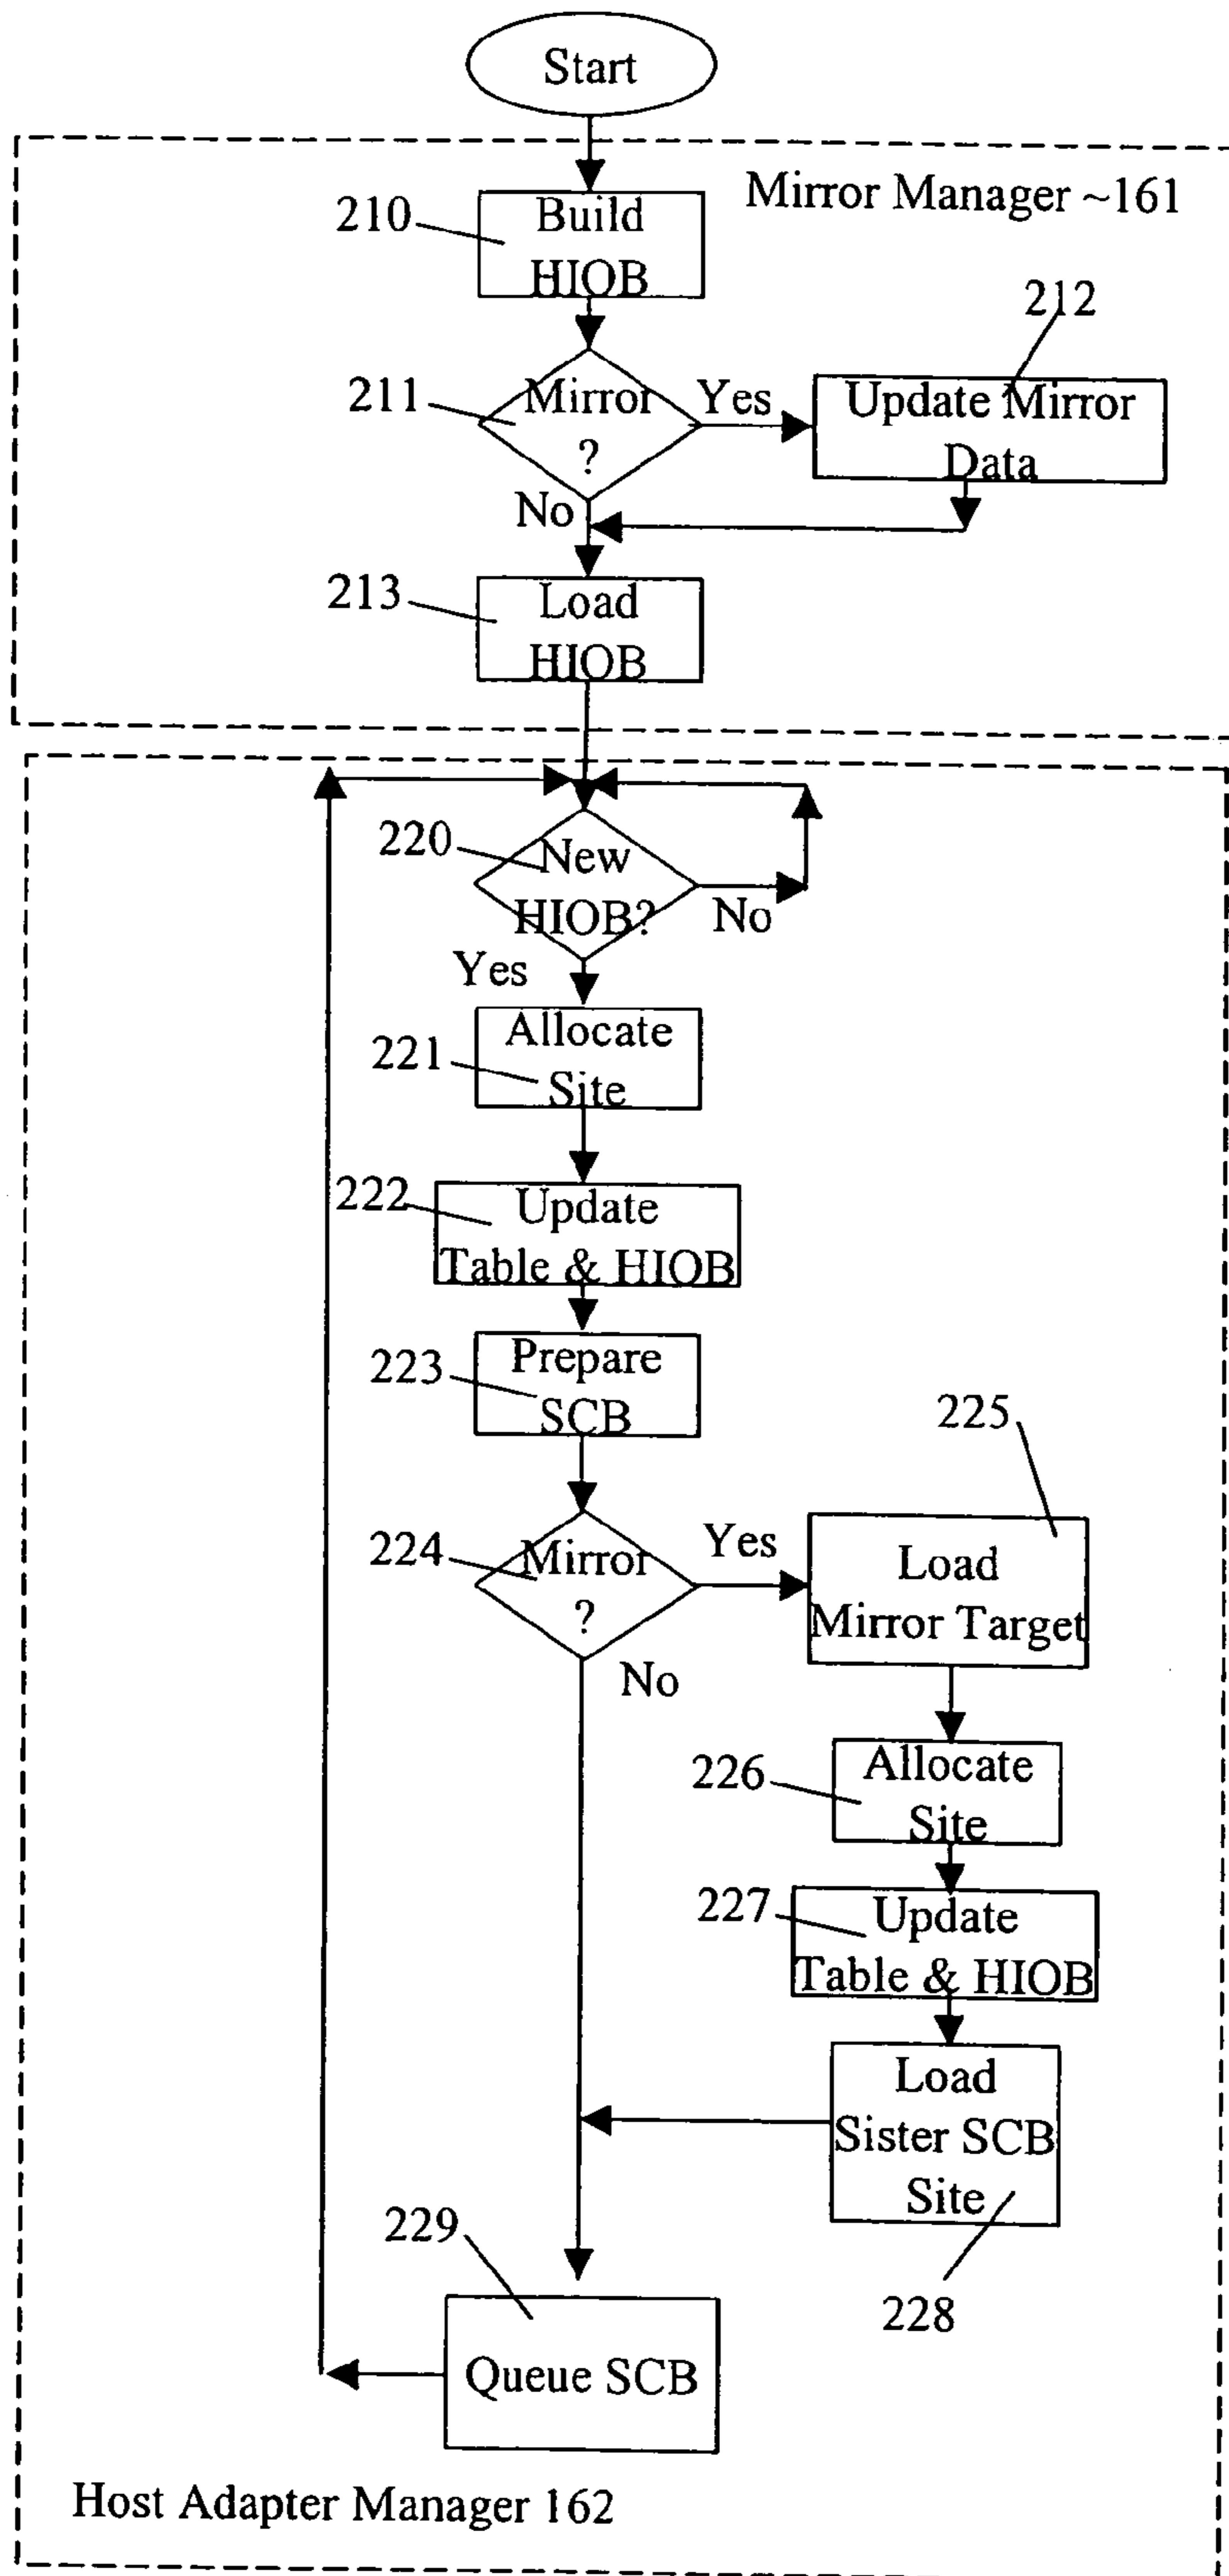 Start
Mirror Manager ~161
210
Build
HIOB
212
211
Mirror
?
Yes
Update Mirror
Data
No
213
Load
HIOB
220
New
HIOB?
No
Yes
221
Allocate
Site
222
Update
Table & HIOB
223
Prepare
SCB
225
224
Mirror
?
Yes
Load
Mirror Target
No
226
Allocate
Site
227
Update
Table & HIOB
Load
Sister SCB
Site
229
228
Queue SCB
Host Adapter Manager 162